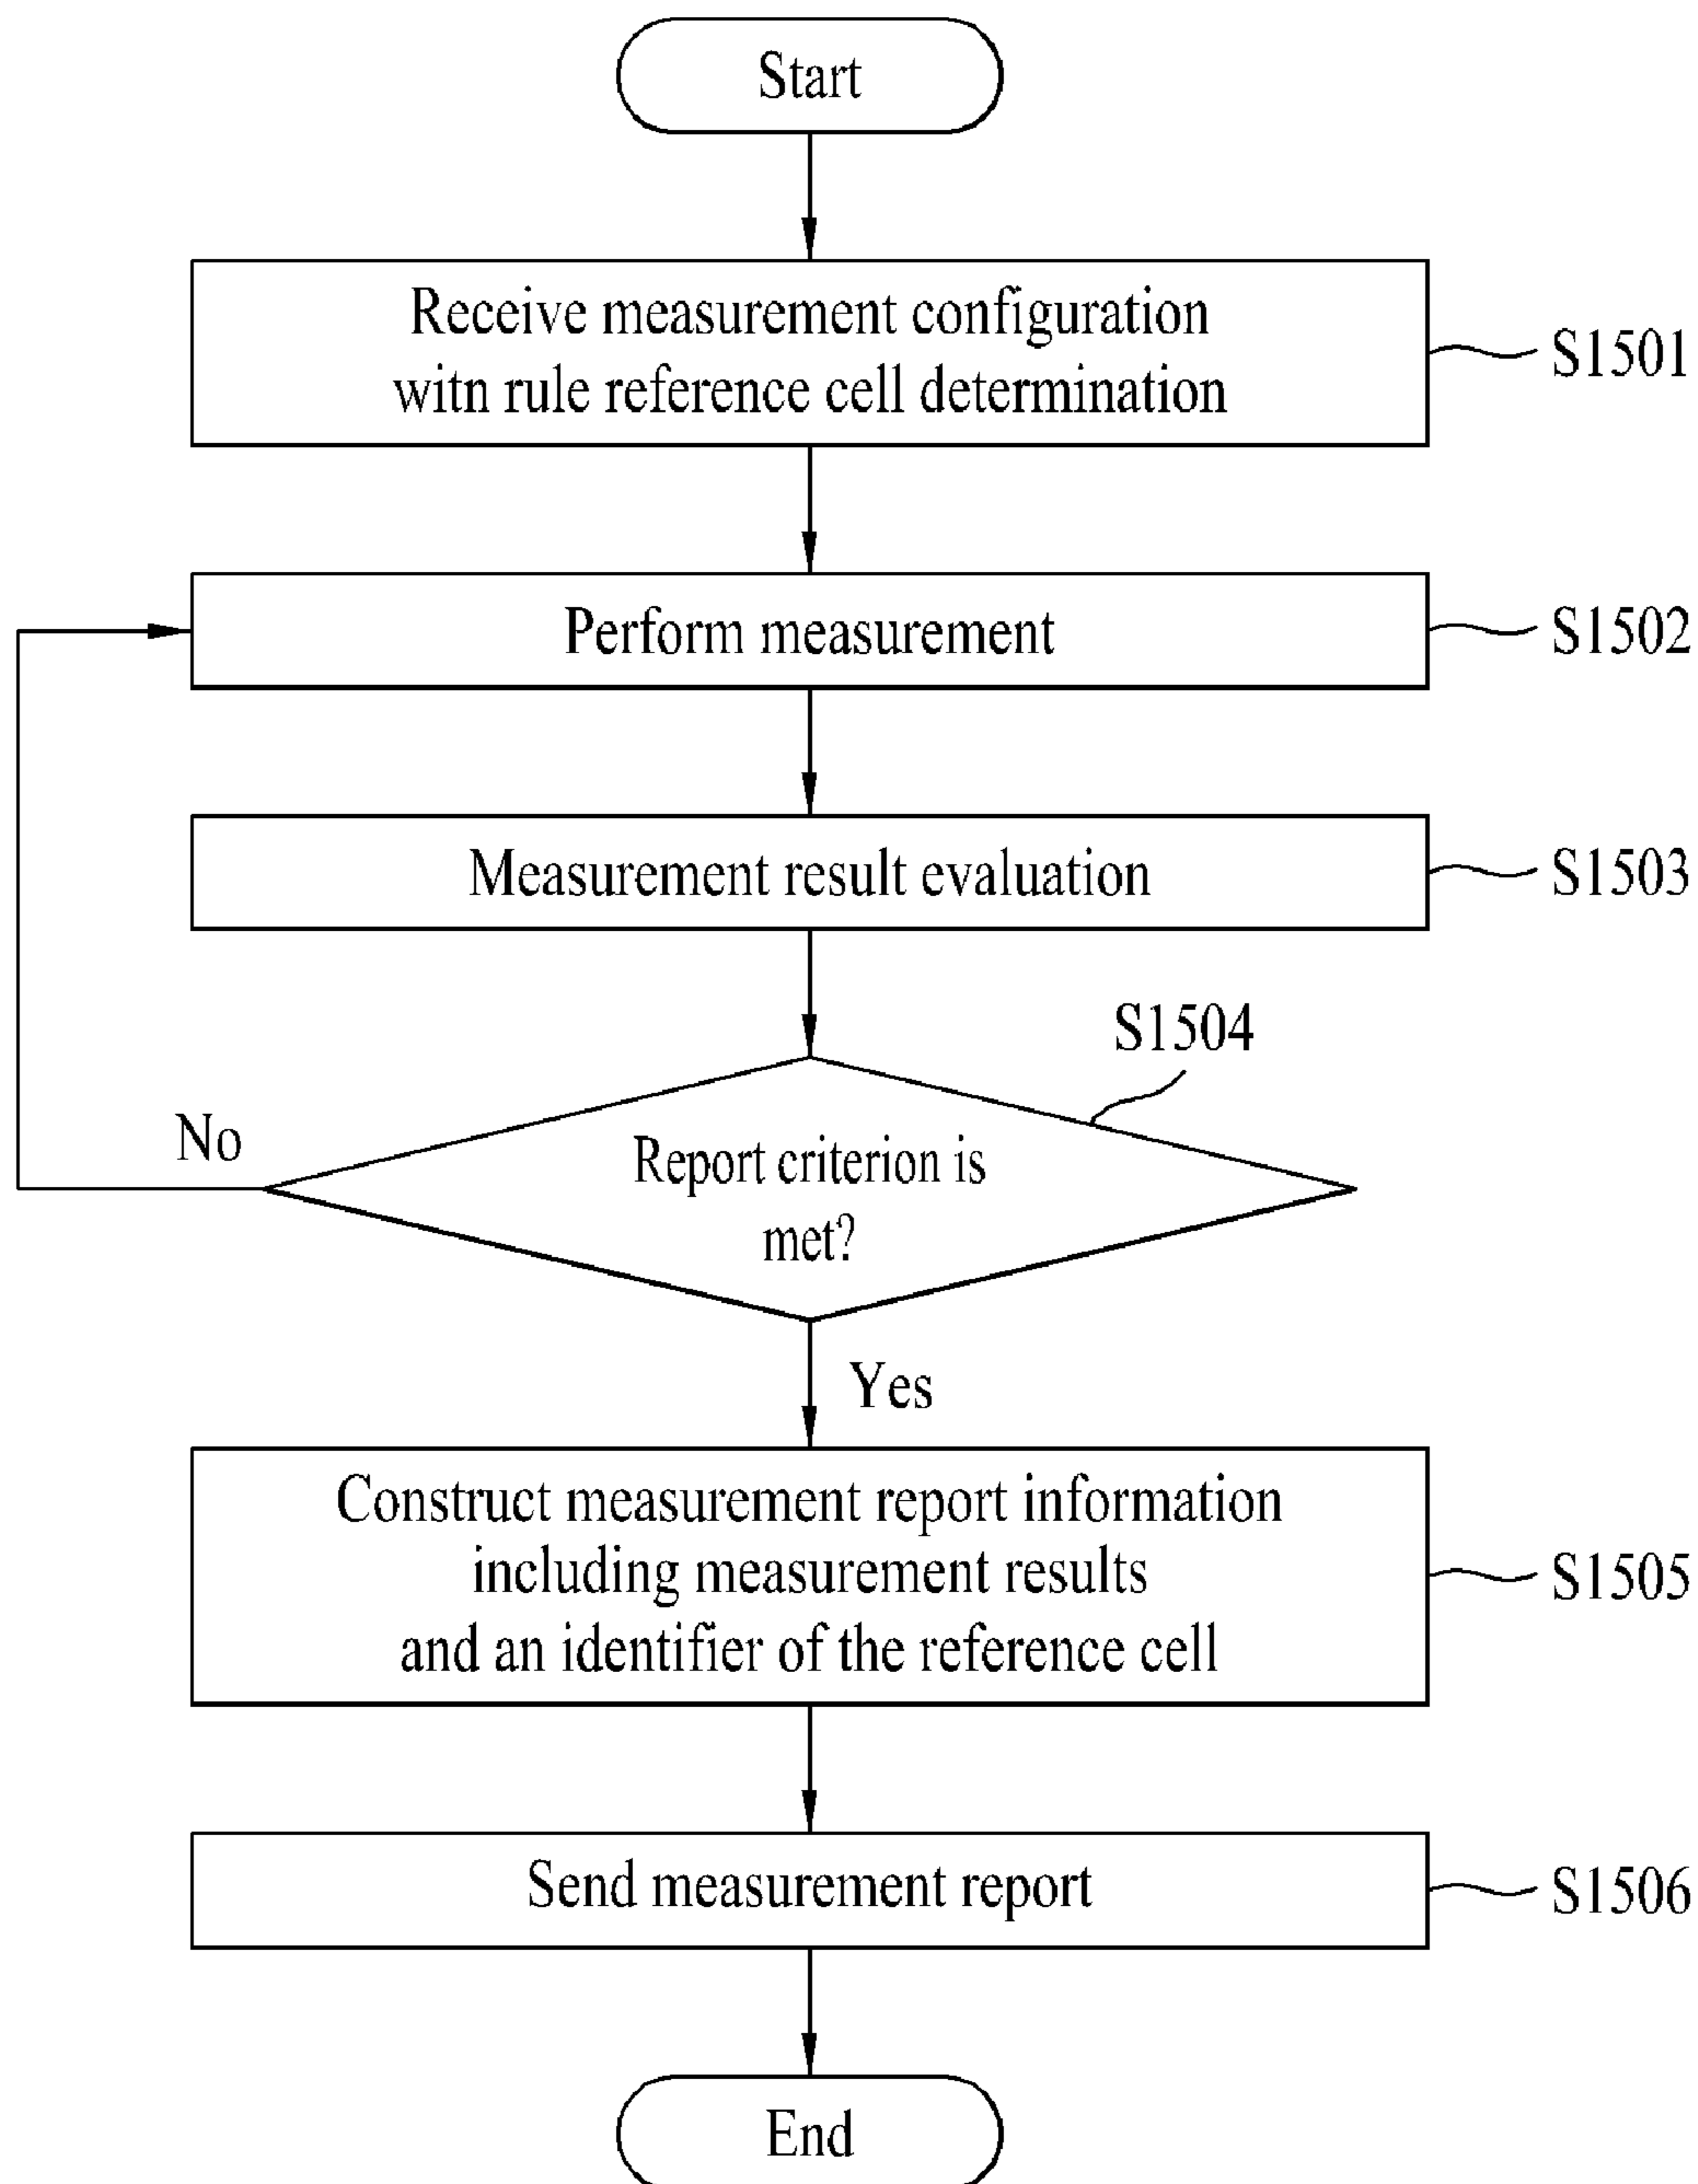 Start
Receive measurement configuration
witn rule reference cell determination
S1501
Perform measurement
S1502
Measurement result evaluation
S1503
S1504
No
Report criterion is
met?
Yes
Construct measurement report information
including measurement results
and an identifier of the reference cell
S1505
Send measurement report
S1506
End